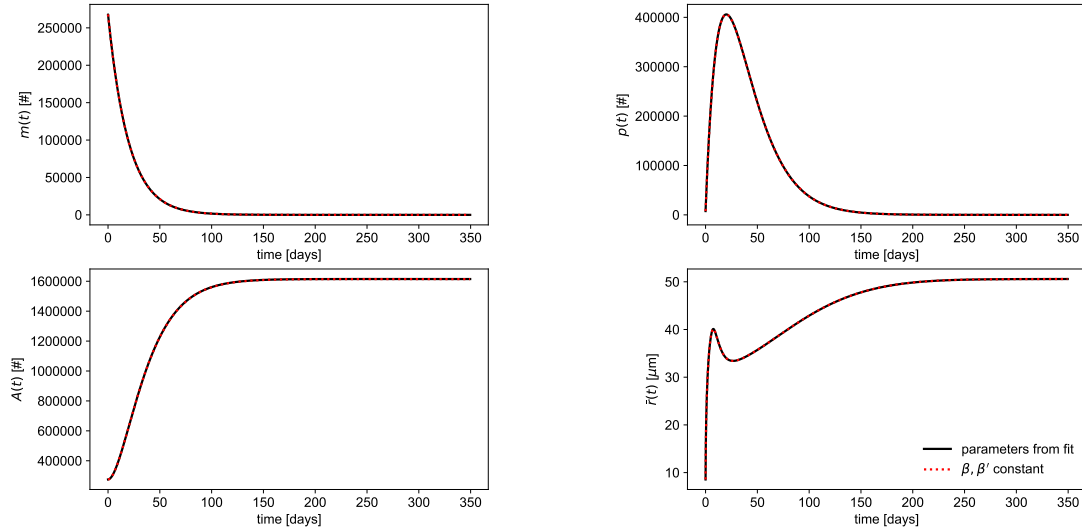 250000
200000
150000
100000
50000
0
m(t) [#]
0 50 100 150 200 250 300 350
time [days]
400000
300000
200000
100000
0
p(t) [#]
0 50 100 150 200 250 300 350
time [days]
1600000
1400000
1200000
1000000
800000
600000
400000
A(t) [#]
0 50 100 150 200 250 300 350
time [days]
50
40
30
20
10
r̄(t) [μm]
parameters from fit
β, β′ constant
0 50 100 150 200 250 300 350
time [days]